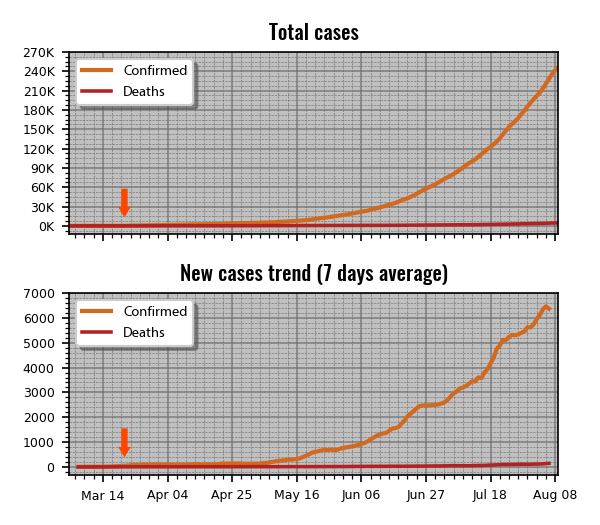 Total cases
270K
240K
210K
180K
150K
120K
90K
60K
30K
0K
Confirmed
Deaths
New cases trend (7 days average)
7000
6000
5000
4000
3000
2000
1000
0
Confirmed
Deaths
Mar 14 Apr 04 Apr 25 May 16 Jun 06 Jun 27 Jul 18 Aug 08